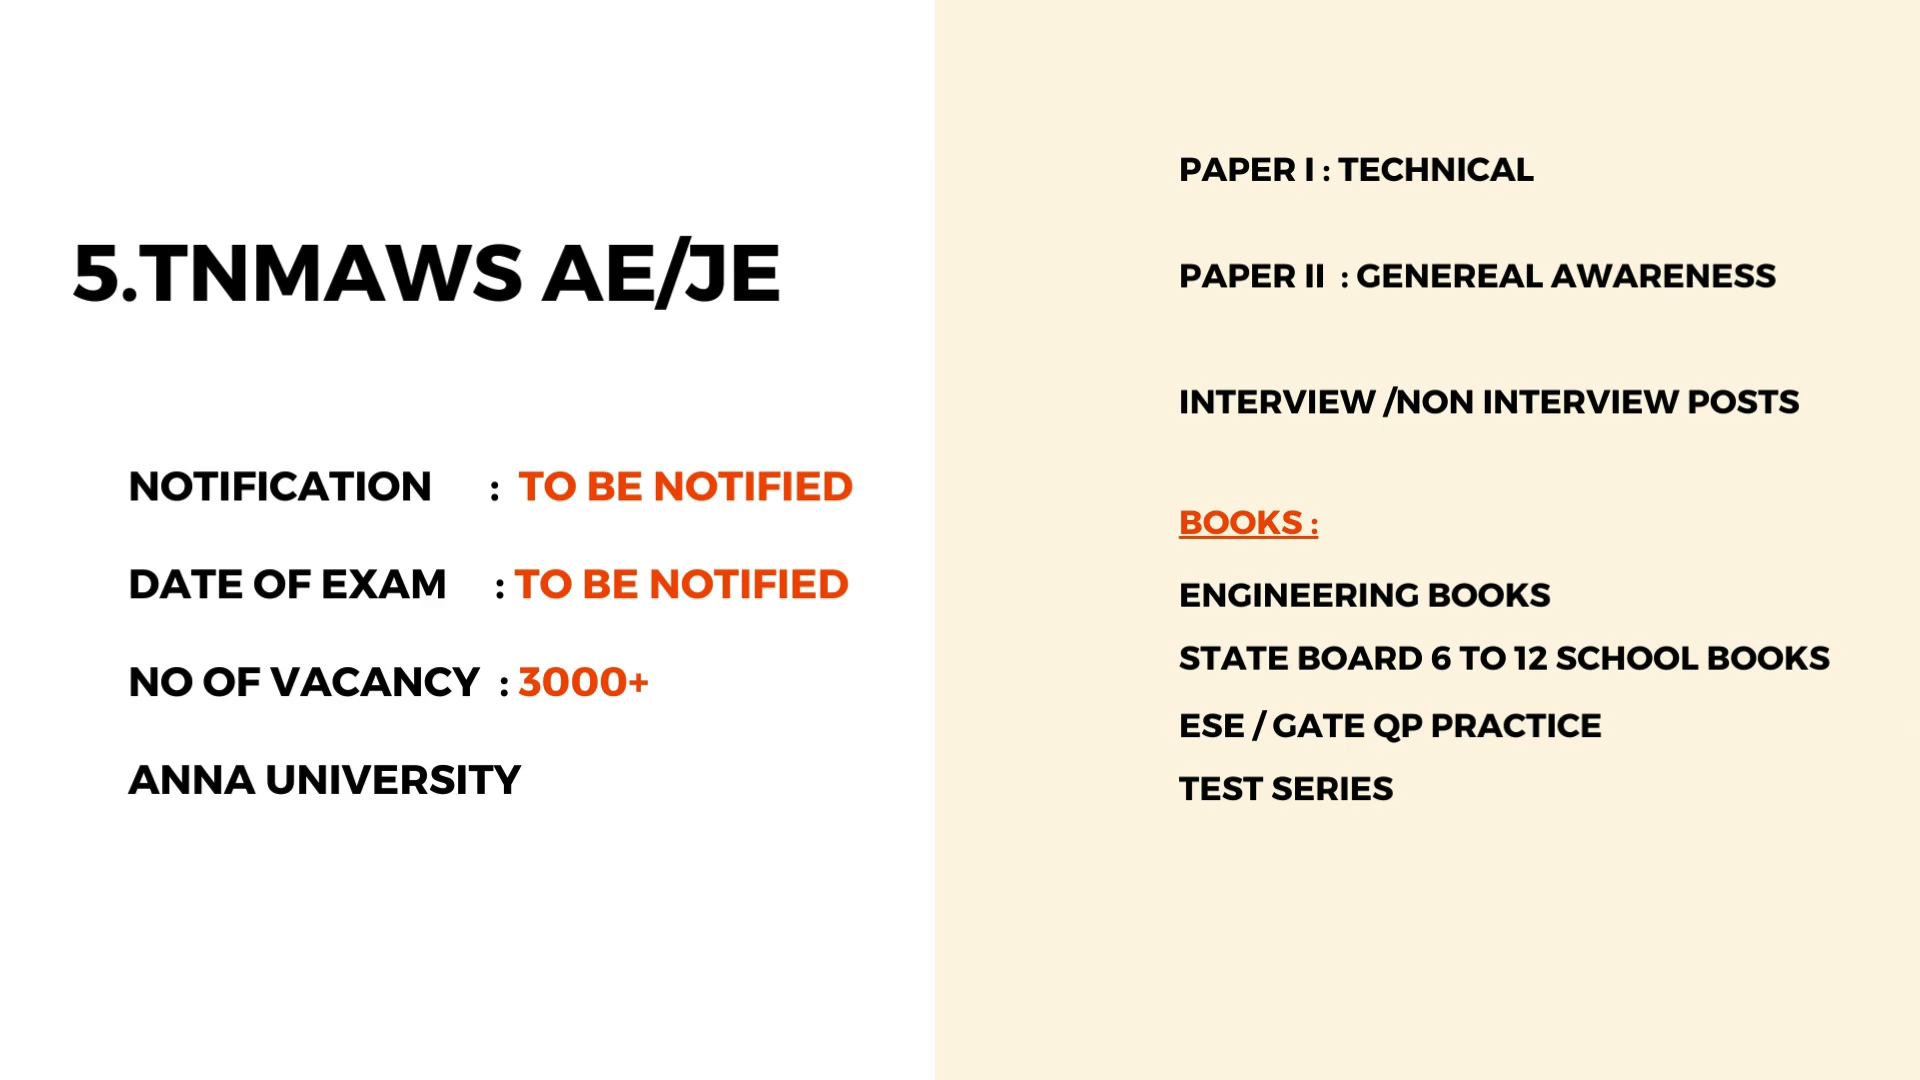 5.TNMAWS AE/JE
NOTIFICATION : TO BE NOTIFIED
DATE OF EXAM : TO BE NOTIFIED
NO OF VACANCY : 3000+
ANNA UNIVERSITY
PAPER I : TECHNICAL
PAPER II : GENEREAL AWARENESS
INTERVIEW /NON INTERVIEW POSTS
BOOKS :
ENGINEERING BOOKS
STATE BOARD 6 TO 12 SCHOOL BOOKS
ESE / GATE QP PRACTICE
TEST SERIES